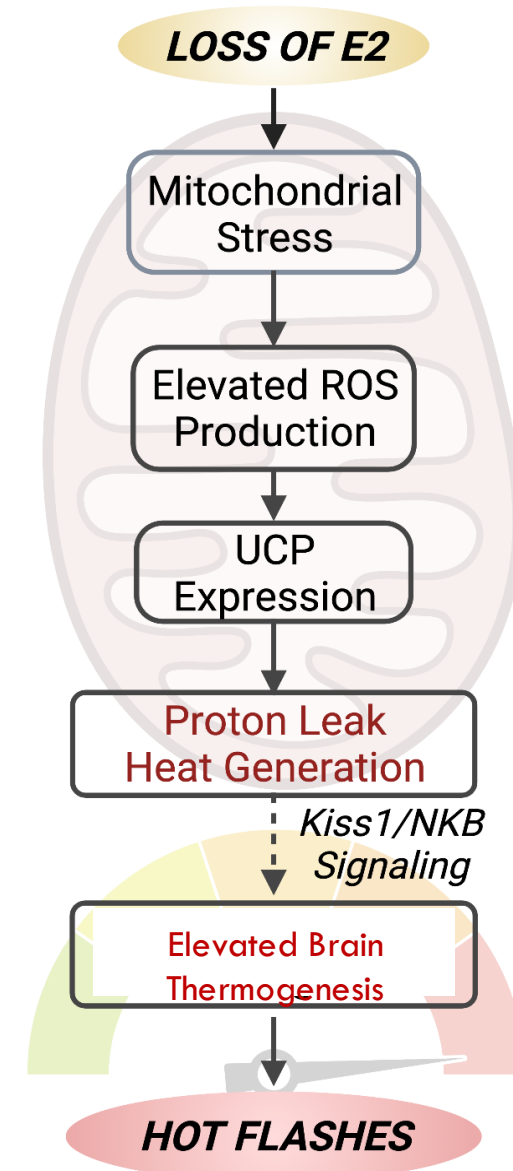 LOSS OF E2
Mitochondrial
Stress
Elevated ROS
Production
UCP
Expression
Proton Leak
Heat Generation
Kiss1/NKB
Signaling
Elevated Brain
Thermogenesis
HOT FLASHES